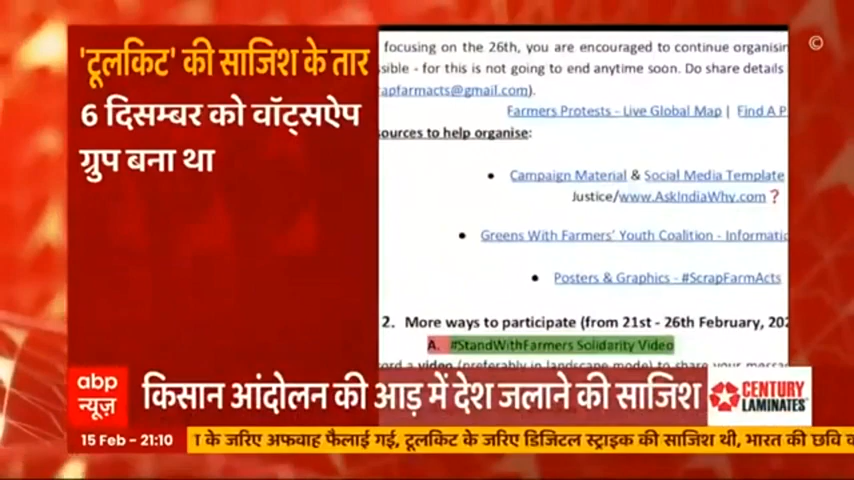 'टूलकिट' की साजिश के तार
6 दिसम्बर को वॉट्सऐप
ग्रुप बना था
©
focusing on the 26th, you are encouraged to continue organisin
ssible - for this is not going to end anytime soon. Do share details
rapfarmacts@gmail.com).
Farmers Protests - Live Global Map | Find A P
ources to help organise:
• Campaign Material & Social Media Template
Justice/www.AskIndiaWhy.com ?
• Greens With Farmers' Youth Coalition - Informatio
• Posters & Graphics - #ScrapFarmActs
2. More ways to participate (from 21st - 26th February, 202
A. #StandWithFarmers Solidarity Video
ord a video (preferably in landscape mode) to share your messag
abp
न्यूज़
किसान आंदोलन की आड़ में देश जलाने की साजिश
CENTURY
LAMINATES
15 Feb - 21:10
ा के जरिए अफवाह फैलाई गई, टूलकिट के जरिए डिजिटल स्ट्राइक की साजिश थी, भारत की छवि